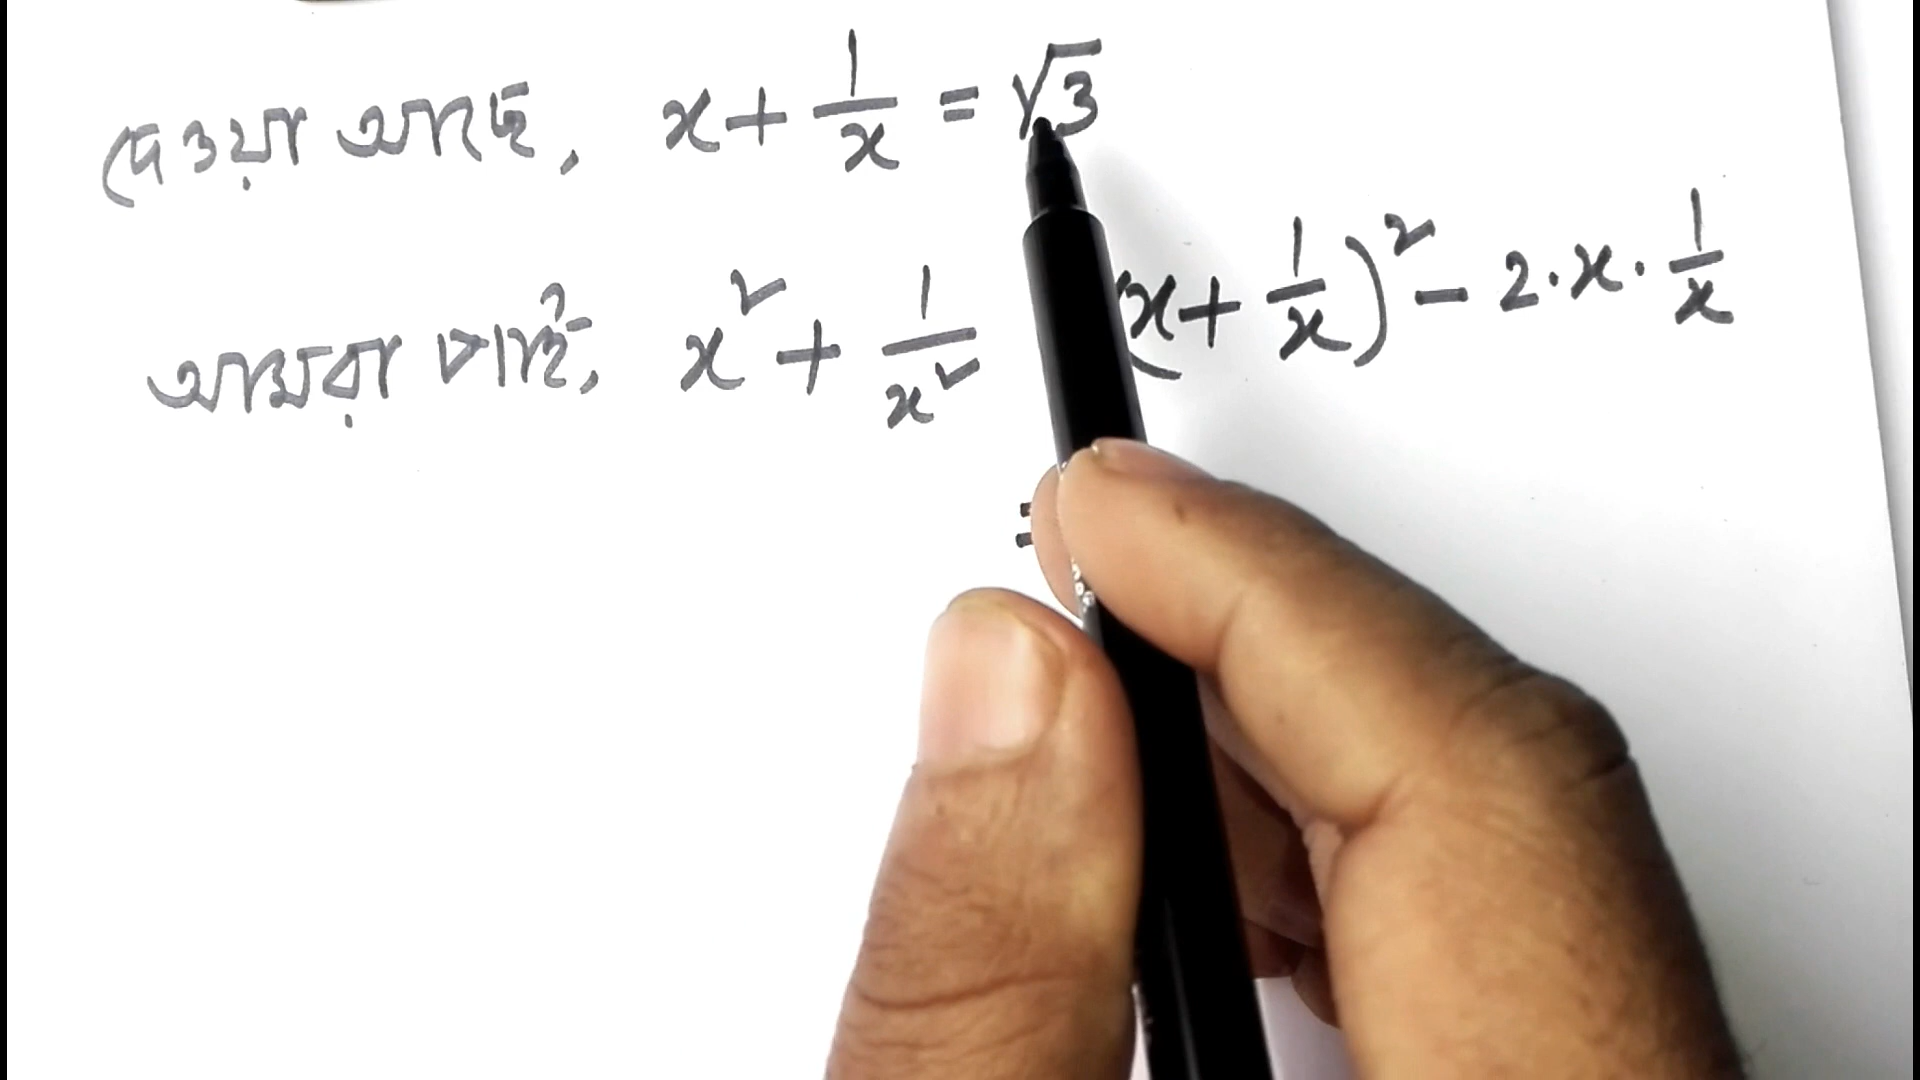 দেওয়া আছে, x + 1/x = √3
আমরা পাই, x² + 1/x² (x + 1/x)² - 2·x·1/x
=